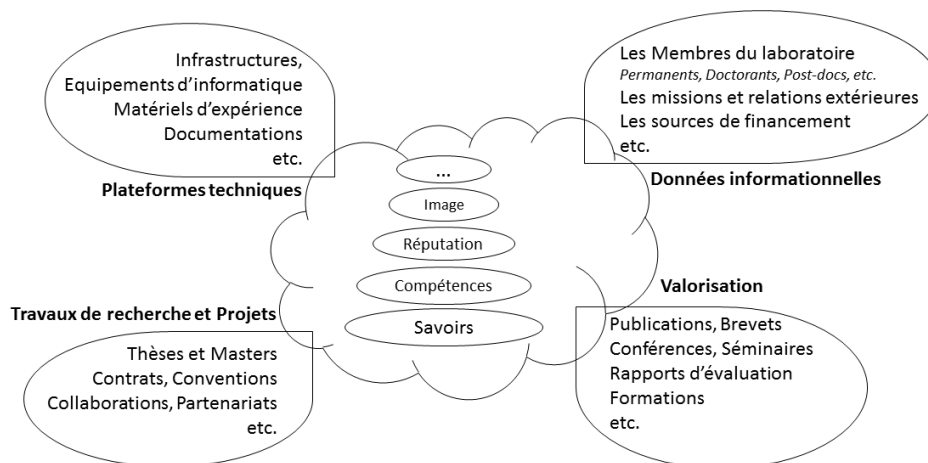 Infrastructures,
Equipements d'informatique
Matériels d'expérience
Documentations
etc.
Plateformes techniques
Les Membres du laboratoire
Permanents, Doctorants, Post-docs, etc.
Les missions et relations extérieures
Les sources de financement
etc.
Données informationnelles
...
Image
Réputation
Compétences
Savoirs
Travaux de recherche et Projets
Thèses et Masters
Contrats, Conventions
Collaborations, Partenariats
etc.
Valorisation
Publications, Brevets
Conférences, Séminaires
Rapports d'évaluation
Formations
etc.